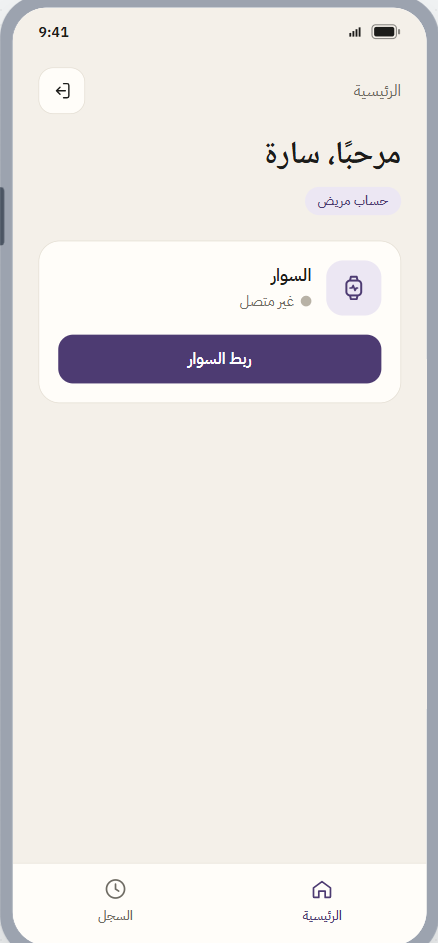 9:41
الرئيسية
مرحبًا، سارة
حساب مريض
السوار
غير متصل
ربط السوار
الرئيسية
السجل